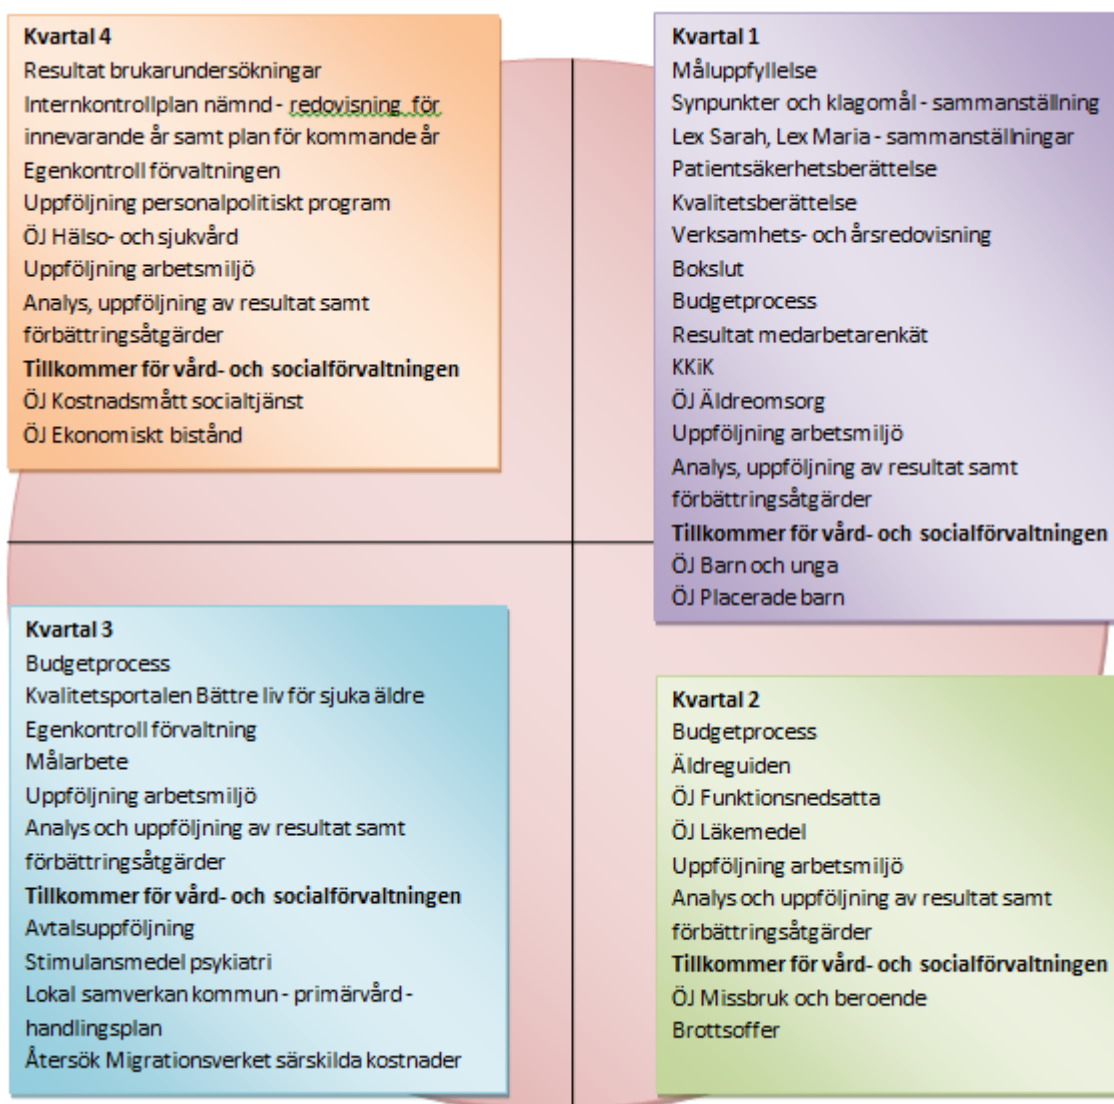 Kvartal 4
Resultat brukarundersökningar
Internkontrollplan nämnd - redovisning för
innevarande år samt plan för kommande år
Egenkontroll förvaltningen
Uppföljning personalpolitiskt program
ÖJ Hälso- och sjukvård
Uppföljning arbetsmiljö
Analys, uppföljning av resultat samt
förbättringsåtgärder
Tillkommer för vård- och socialförvaltningen
ÖJ Kostnadsmått socialtjänst
ÖJ Ekonomiskt bistånd
Kvartal 1
Måluppfyllelse
Synpunkter och klagomål - sammanställning
Lex Sarah, Lex Maria - sammanställningar
Patientsäkerhetsberättelse
Kvalitetsberättelse
Verksamhets- och årsredovisning
Bokslut
Budgetprocess
Resultat medarbetarenkät
KKiK
ÖJ Äldreomsorg
Uppföljning arbetsmiljö
Analys, uppföljning av resultat samt
förbättringsåtgärder
Tillkommer för vård- och socialförvaltningen
ÖJ Barn och unga
ÖJ Placerade barn
Kvartal 3
Budgetprocess
Kvalitetsportalen Bättre liv för sjuka äldre
Egenkontroll förvaltning
Målarbete
Uppföljning arbetsmiljö
Analys och uppföljning av resultat samt
förbättringsåtgärder
Tillkommer för vård- och socialförvaltningen
Avtalsuppföljning
Stimulansmedel psykiatri
Lokal samverkan kommun - primärvård -
handlingsplan
Återsök Migrationsverket särskilda kostnader
Kvartal 2
Budgetprocess
Äldreguiden
ÖJ Funktionsnedsatta
ÖJ Läkemedel
Uppföljning arbetsmiljö
Analys och uppföljning av resultat samt
förbättringsåtgärder
Tillkommer för vård- och socialförvaltningen
ÖJ Missbruk och beroende
Brottsoffer